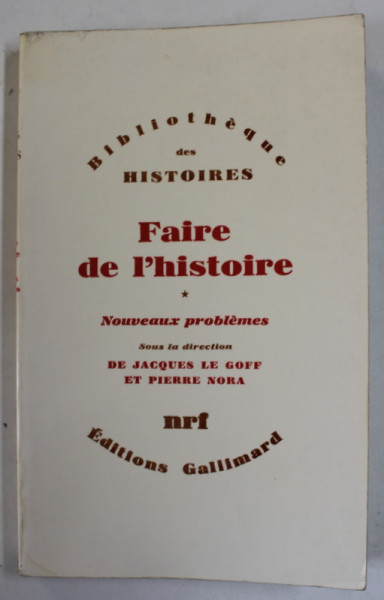 Bibliothèque
des
HISTOIRES
Faire
de l'histoire
*
Nouveaux problèmes
Sous la direction
DE JACQUES LE GOFF
ET PIERRE NORA
nrf
Éditions Gallimard